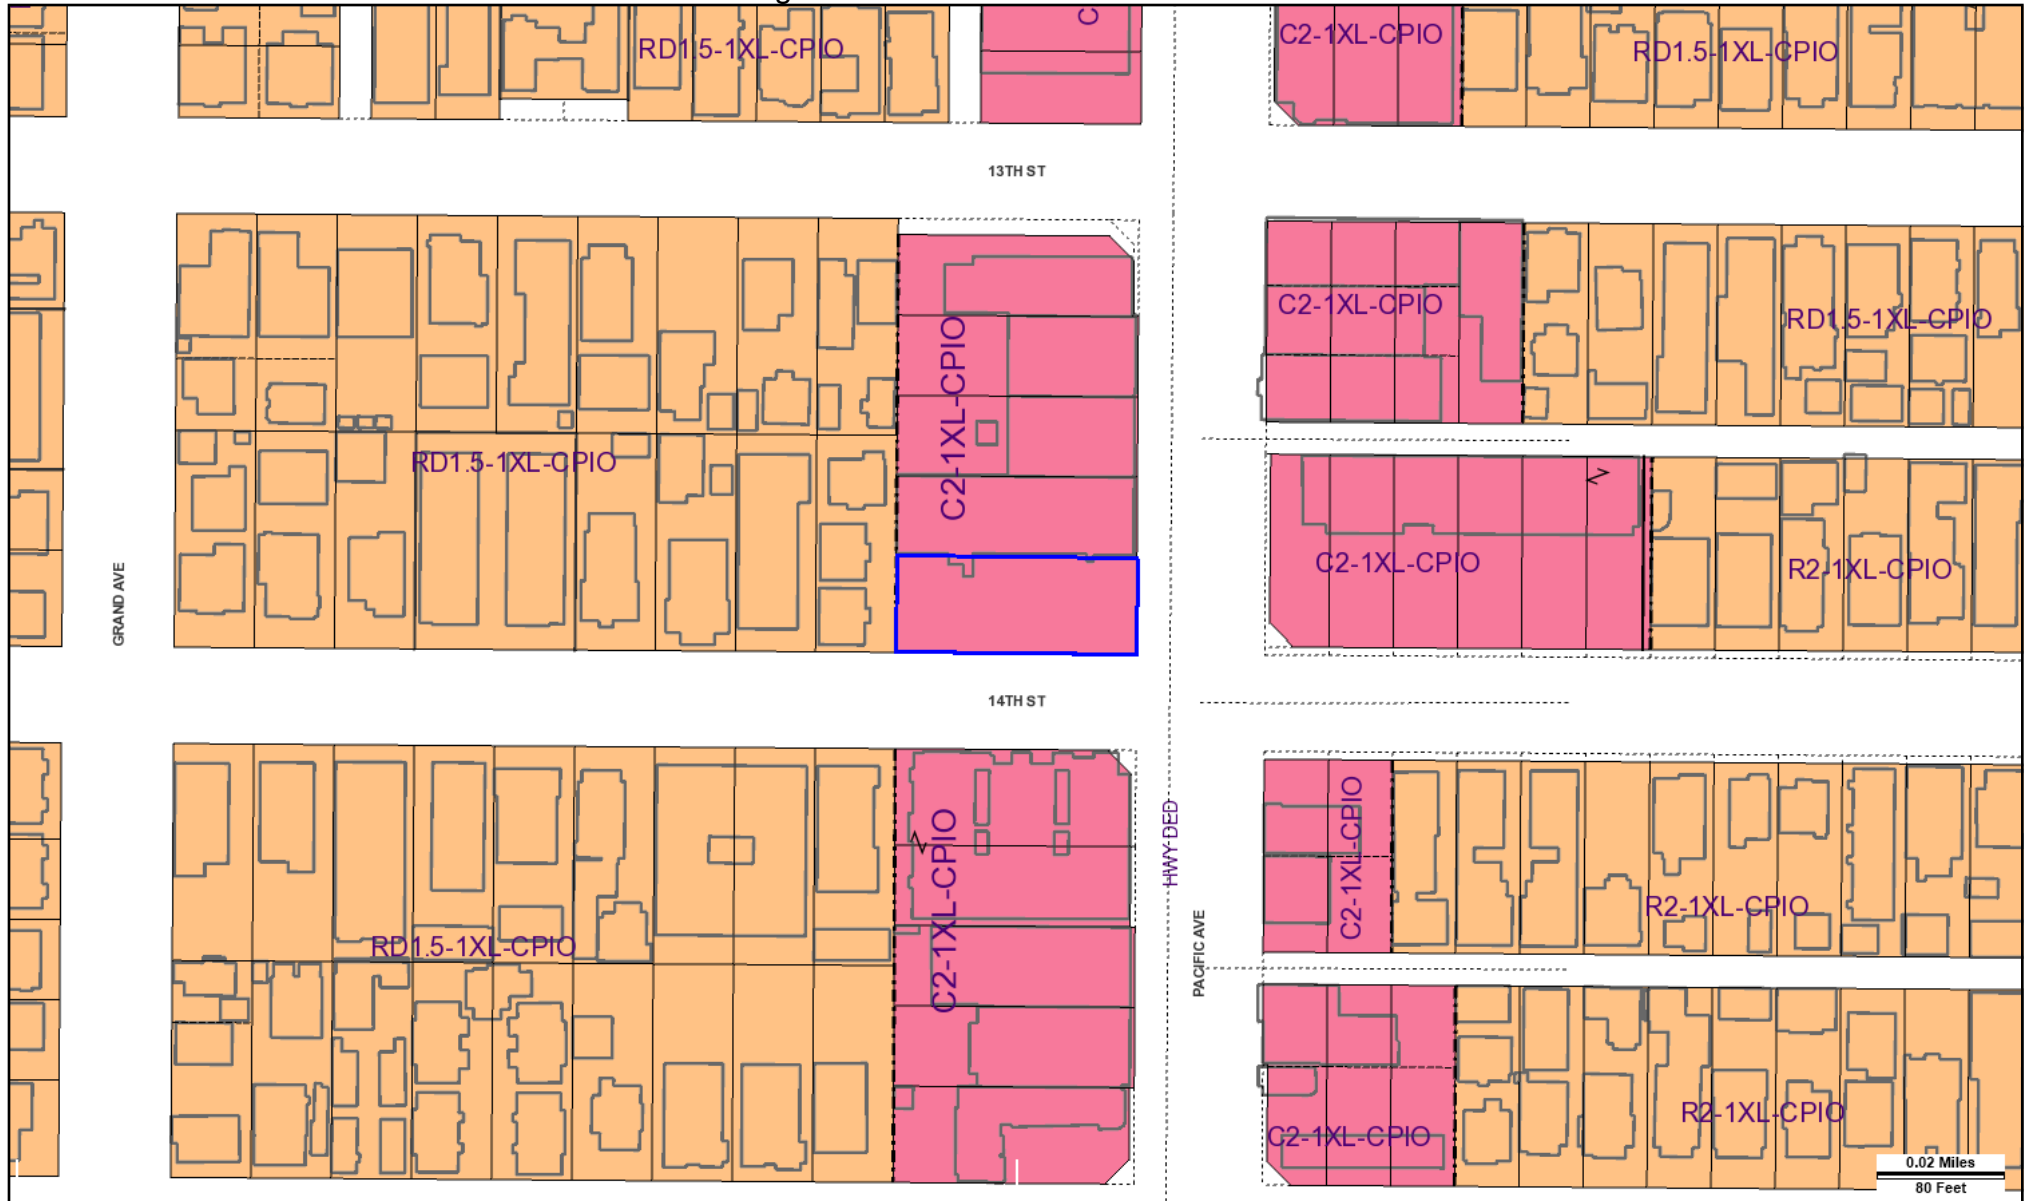 RD1.5-1XL-CPIO
C
C2-1XL-CPIO
RD1.5-1XL-CPIO
13TH ST
C2-1XL-CPIO
C2-1XL-CPIO
RD1.5-1XL-CPIO
RD1.5-1XL-CPIO
C2-1XL-CPIO
R2-1XL-CPIO
GRAND AVE
14TH ST
HWY DED
C2-1XL-CPIO
C2-1XL-CPIO
R2-1XL-CPIO
RD1.5-1XL-CPIO
PACIFIC AVE
C2-1XL-CPIO
R2-1XL-CPIO
0.02 Miles
80 Feet